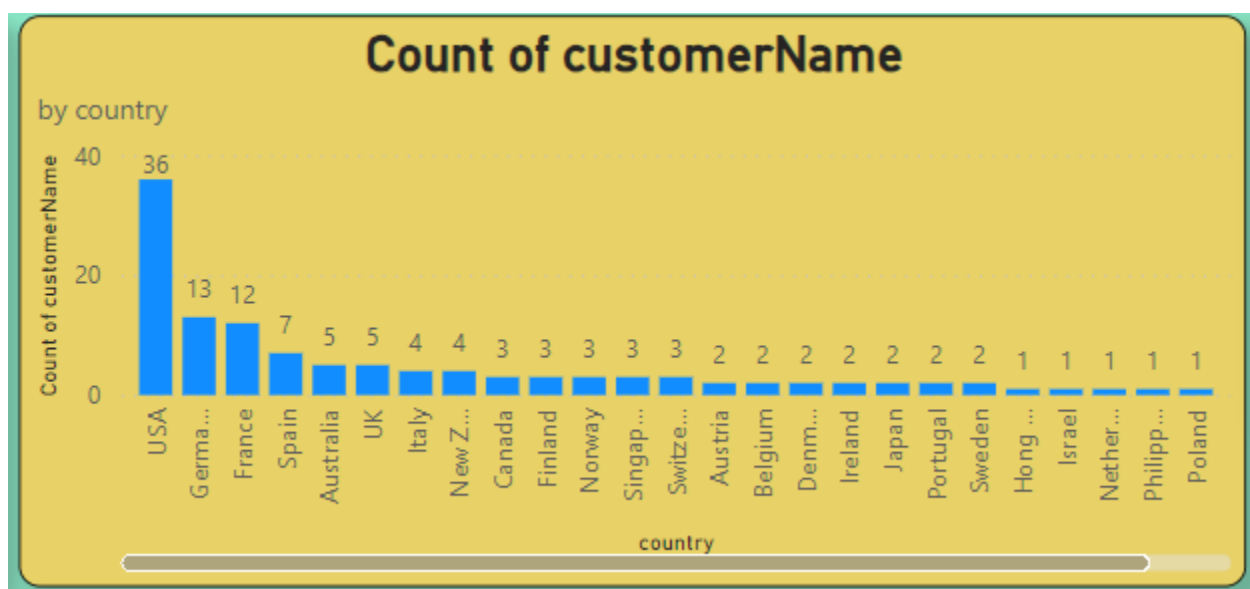 Count of customerName
by country
Count of customerName
40
20
0
36
13
12
7
5
5
4
4
3
3
3
3
3
2
2
2
2
2
2
2
1
1
1
1
1
USA
Germa...
France
Spain
Australia
UK
Italy
New Z...
Canada
Finland
Norway
Singap...
Switze...
Austria
Belgium
Denm...
Ireland
Japan
Portugal
Sweden
Hong ...
Israel
Nether...
Philipp...
Poland
country